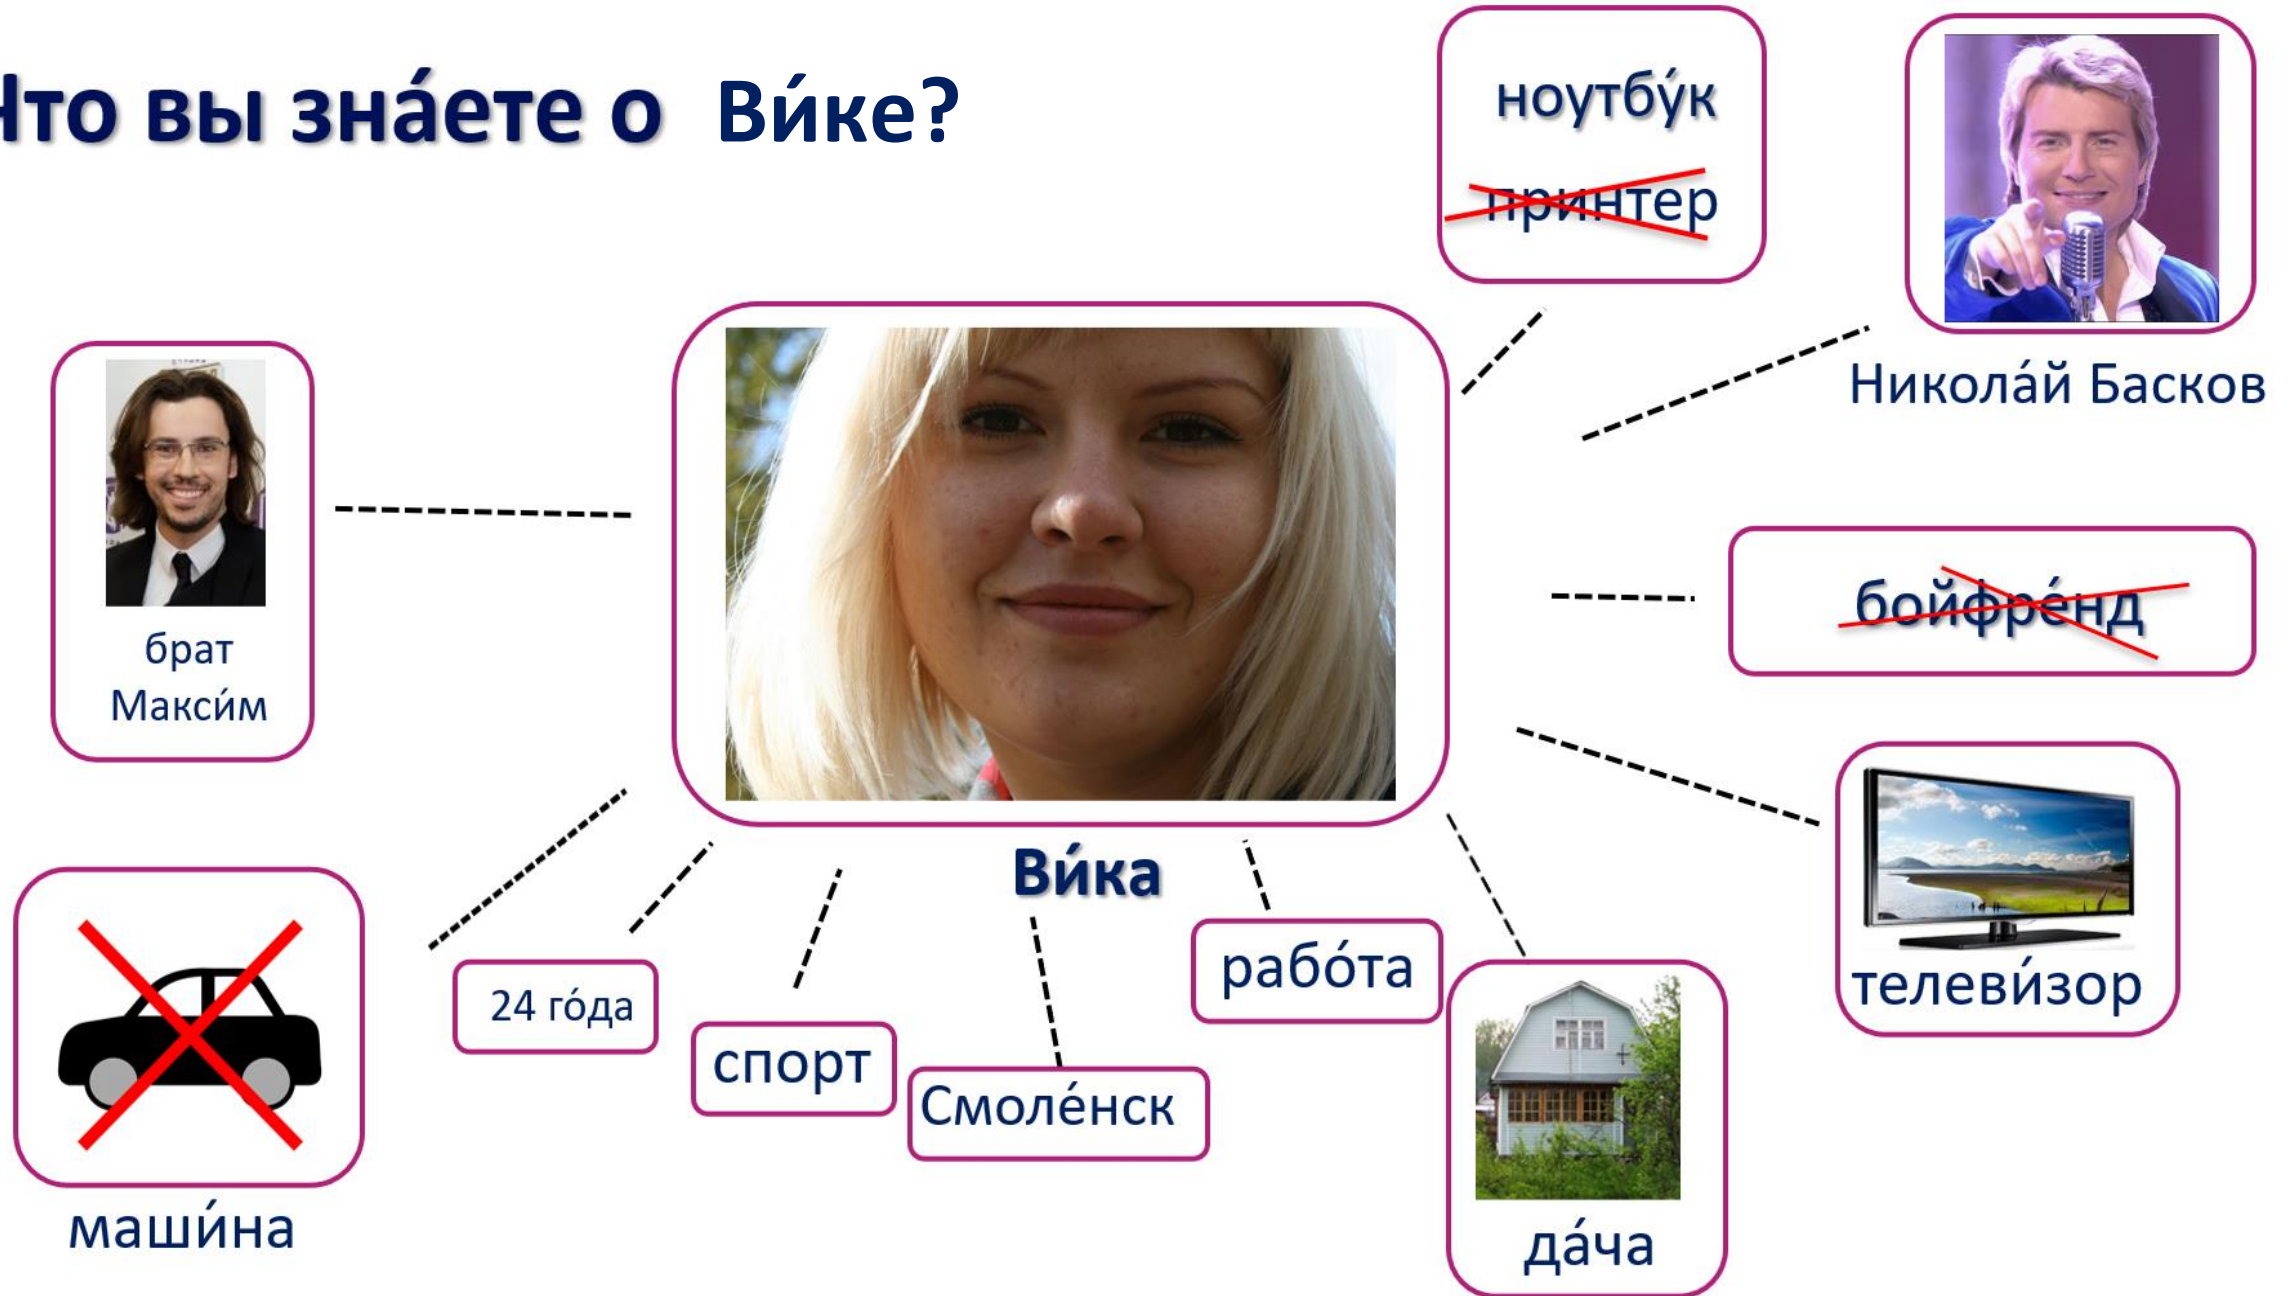 Что вы зна́ете о Ви́ке?
ноутбу́к
принтер
Никола́й Басков
брат
Макси́м
бойфре́нд
Ви́ка
телеви́зор
рабо́та
24 го́да
спорт
Смоле́нск
маши́на
да́ча